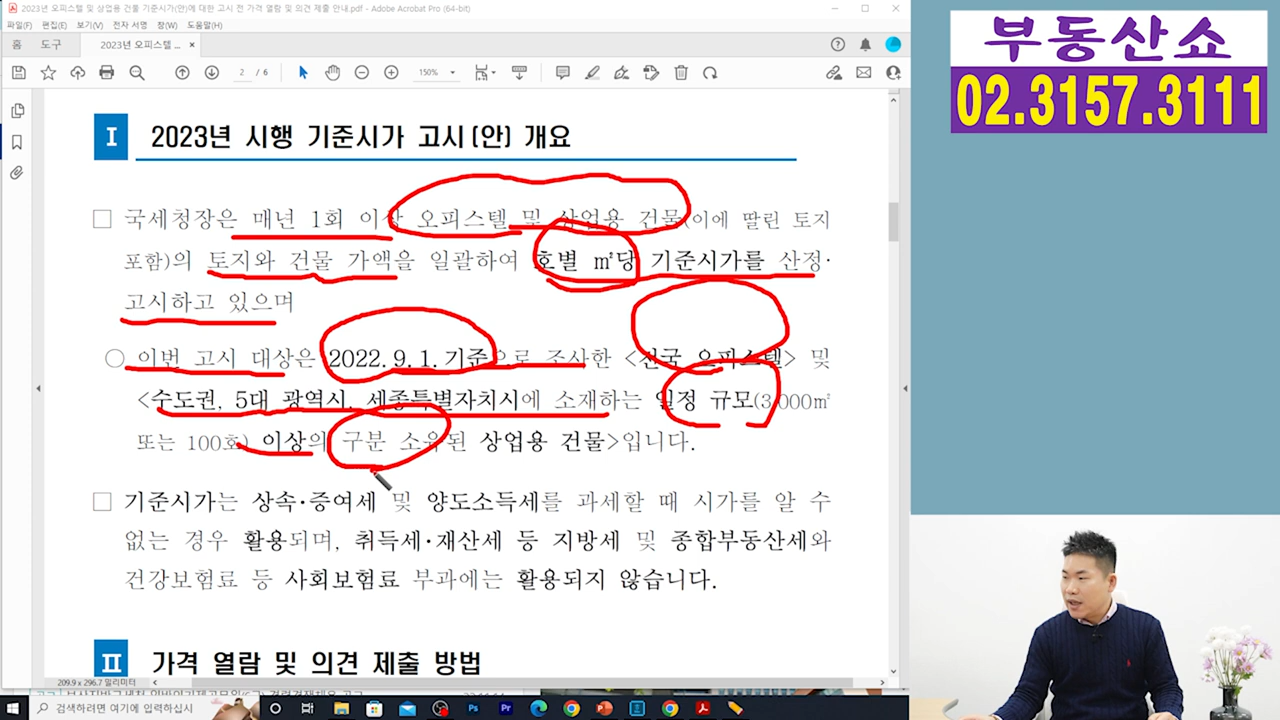 2023년 오피스텔 및 상업용 건물 기준시가(안)에 대한 고시 전 가격 열람 및 의견 제출 안내.pdf - Adobe Acrobat Pro (64-bit)
파일(F) 편집(E) 보기(V) 전자 서명 창(W) 도움말(H)
홈 도구 2023년 오피스텔 ... ×
2 / 6 150%
부동산쇼
02.3157.3111
I 2023년 시행 기준시가 고시(안) 개요
□ 국세청장은 매년 1회 이상 오피스텔 및 상업용 건물(이에 딸린 토지
포함)의 토지와 건물 가액을 일괄하여 호별 ㎡당 기준시가를 산정·
고시하고 있으며
○ 이번 고시 대상은 2022.9.1.기준으로 조사한 <전국 오피스텔> 및
<수도권, 5대 광역시, 세종특별자치시에 소재하는 일정 규모(3,000㎡
또는 100호) 이상의 구분 소유된 상업용 건물>입니다.
□ 기준시가는 상속·증여세 및 양도소득세를 과세할 때 시가를 알 수
없는 경우 활용되며, 취득세·재산세 등 지방세 및 종합부동산세와
건강보험료 등 사회보험료 부과에는 활용되지 않습니다.
II 가격 열람 및 의견 제출 방법
209.9 x 296.7 밀리미터
검색하려면 여기에 입력하십시